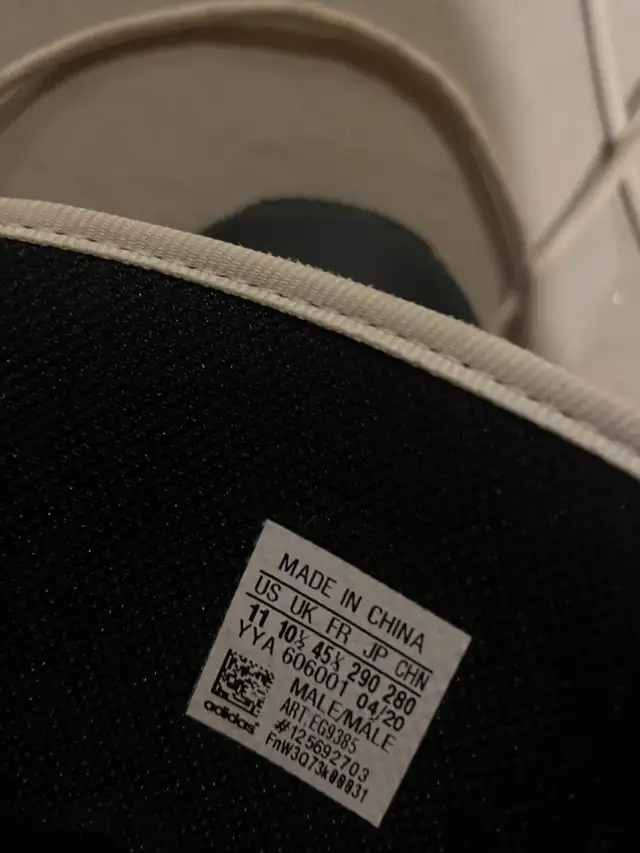 MADE IN CHINA
US UK FR JP CHN
11 10½ 45⅓ 290 280
YYA 606001 04/20
MALE/MALE
ART.EG9385
#125692703
adidas